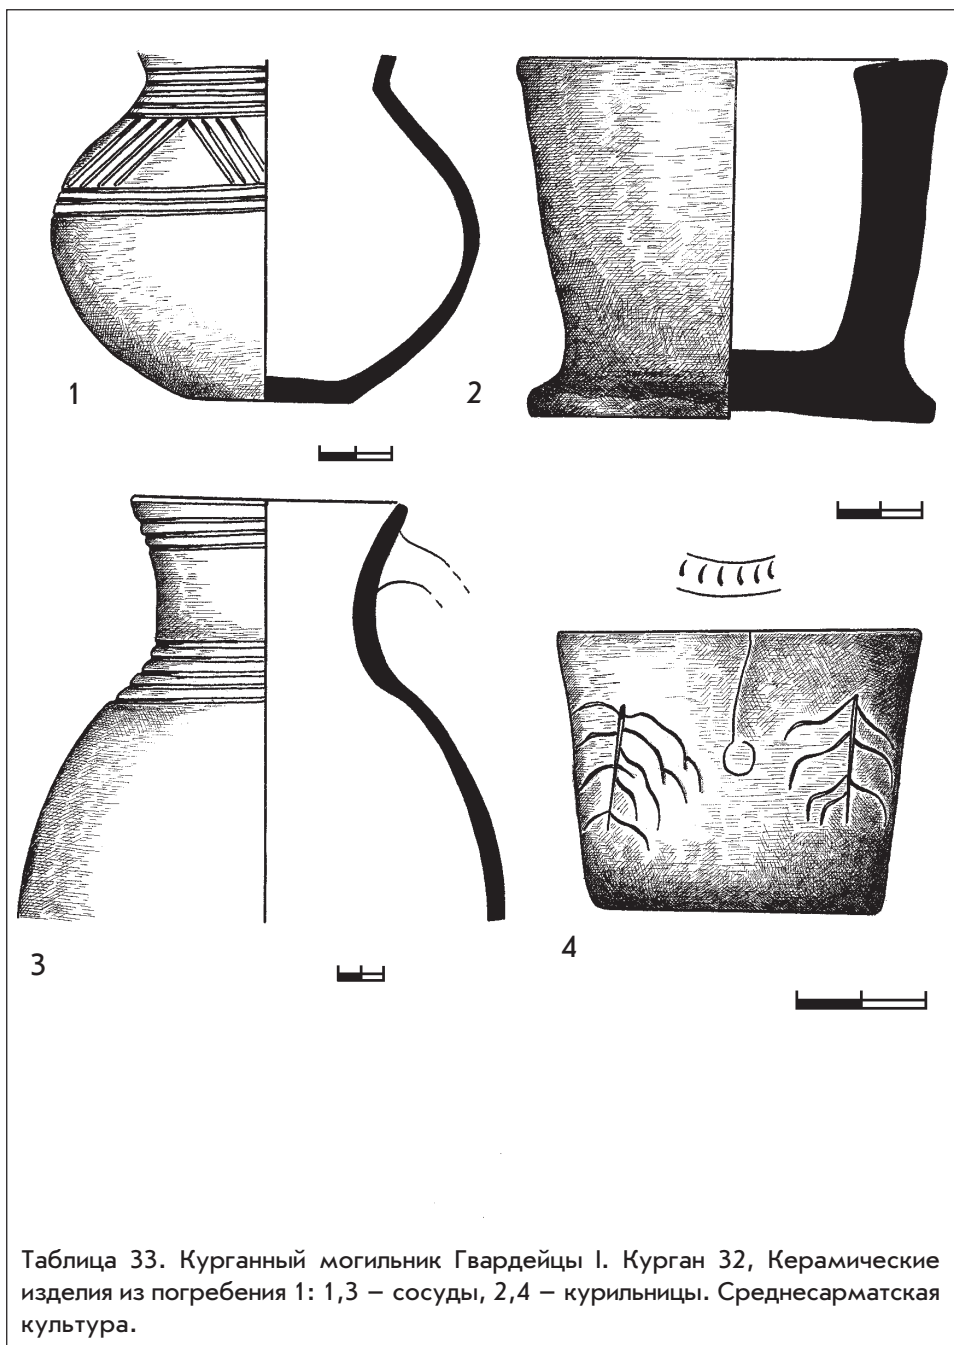 1
2
3
4
Таблица 33. Курганный могильник Гвардейцы I. Курган 32, Керамические
изделия из погребения 1: 1,3 – сосуды, 2,4 – курильницы. Среднесарматская
культура.